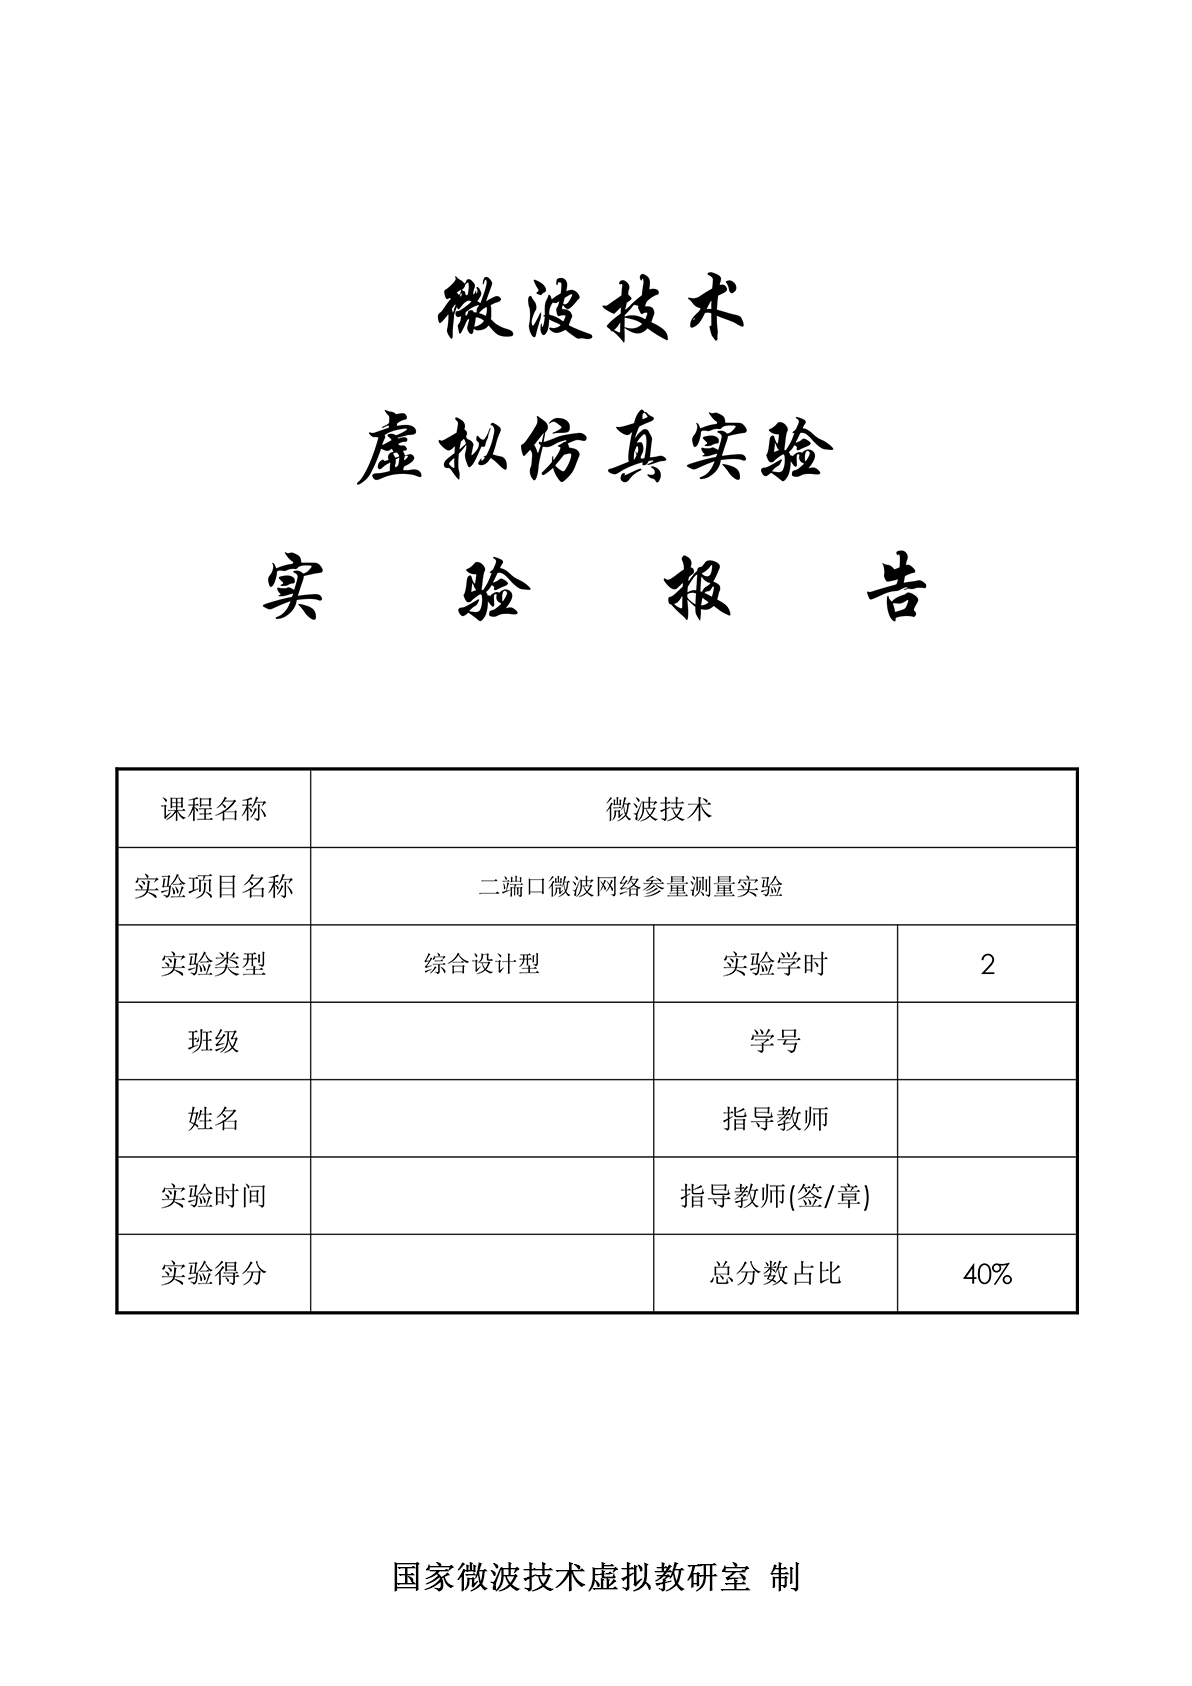 微波技术
虚拟仿真实验
实验报告
课程名称 微波技术
实验项目名称 二端口微波网络参量测量实验
实验类型 综合设计型 实验学时 2
班级 学号
姓名 指导教师
实验时间 指导教师(签/章)
实验得分 总分数占比 40%
国家微波技术虚拟教研室 制